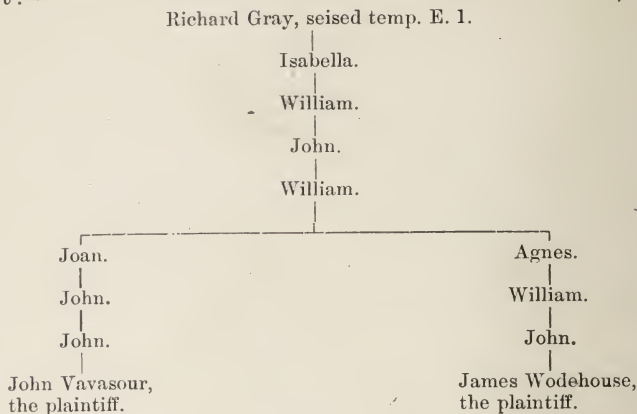 Richard Gray, seised temp. E. 1.
Isabella.
William.
John.
William.
Joan. Agnes.
John. William.
John. John.
John Vavasour, James Wodehouse,
the plaintiff. the plaintiff.